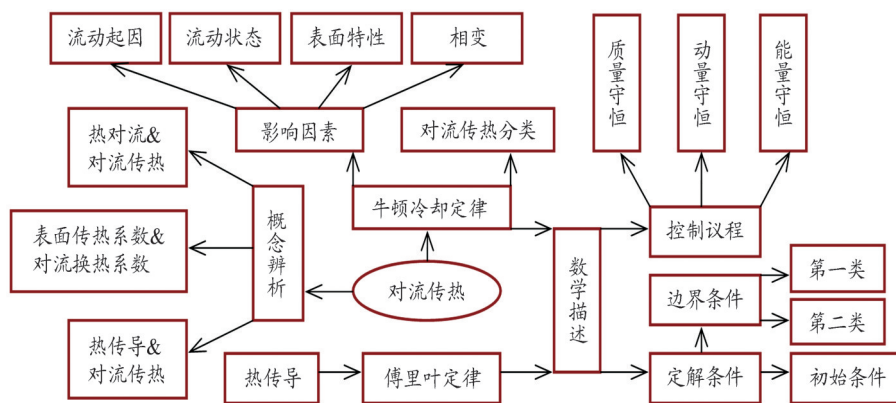 流动起因
流动状态
表面特性
相变
质量守恒
动量守恒
能量守恒
影响因素
对流传热分类
热对流&
对流传热
概念辨析
牛顿冷却定律
控制议程
表面传热系数&
对流换热系数
数学描述
对流传热
边界条件
第一类
第二类
热传导&
对流传热
热传导
傅里叶定律
定解条件
初始条件